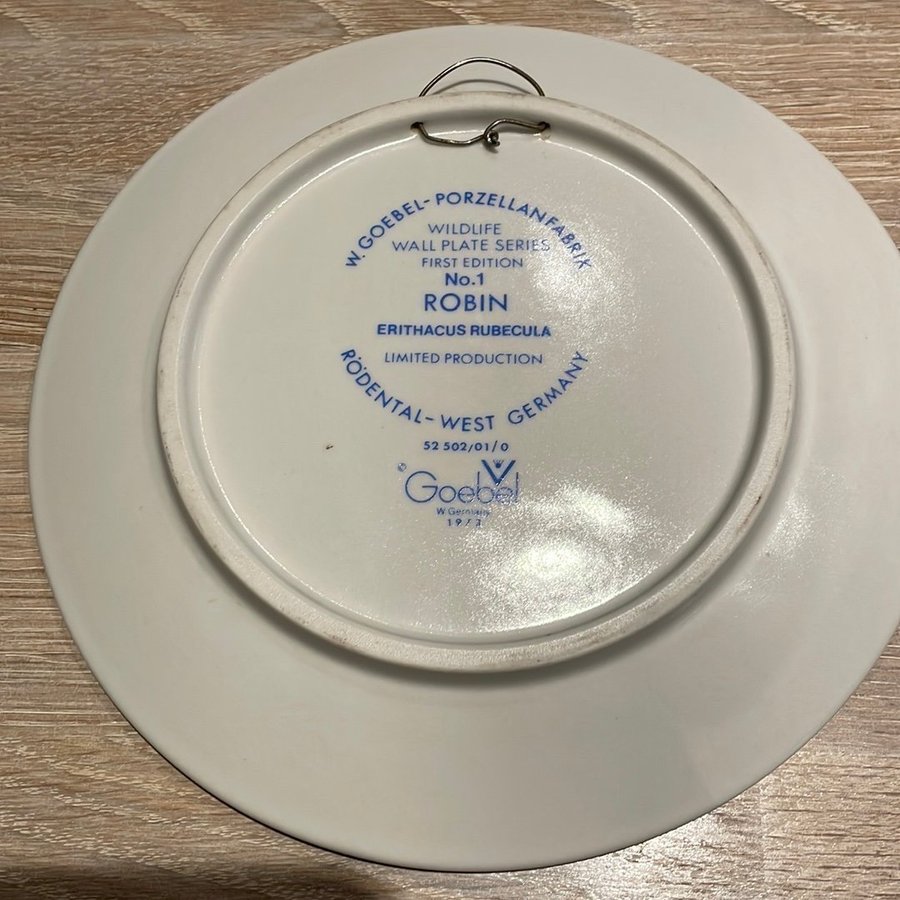 W. GOEBEL-PORZELLANFABRIK
WILDLIFE
WALL PLATE SERIES
FIRST EDITION
No.1
ROBIN
ERITHACUS RUBECULA
LIMITED PRODUCTION
RÖDENTAL-WEST GERMANY
52 502/01/0
© Goebel
W. Germany